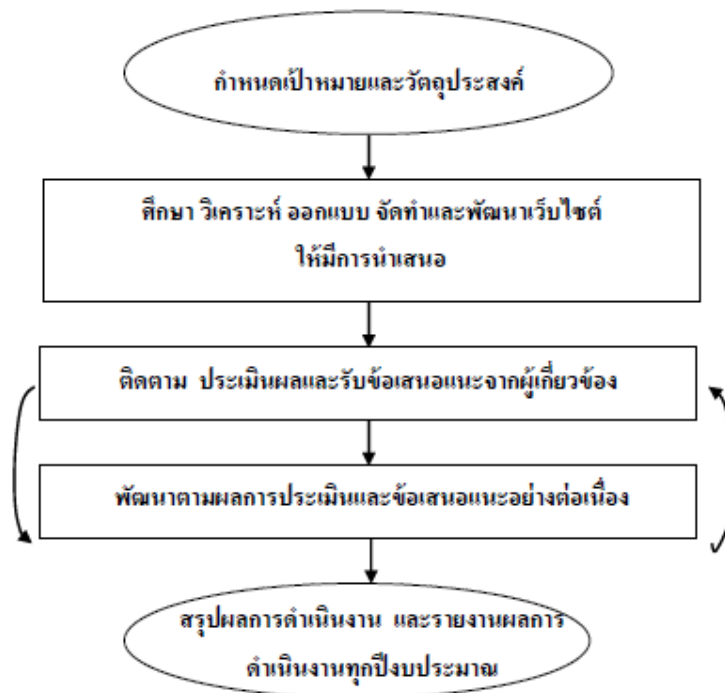 กำหนดเป้าหมายและวัตถุประสงค์
ศึกษา วิเคราะห์ ออกแบบ จัดทำและพัฒนาเว็บไซต์
ให้มีการนำเสนอ
ติดตาม ประเมินผลและรับข้อเสนอแนะจากผู้เกี่ยวข้อง
พัฒนาตามผลการประเมินและข้อเสนอแนะอย่างต่อเนื่อง
สรุปผลการดำเนินงาน และรายงานผลการ
ดำเนินงานทุกปีงบประมาณ